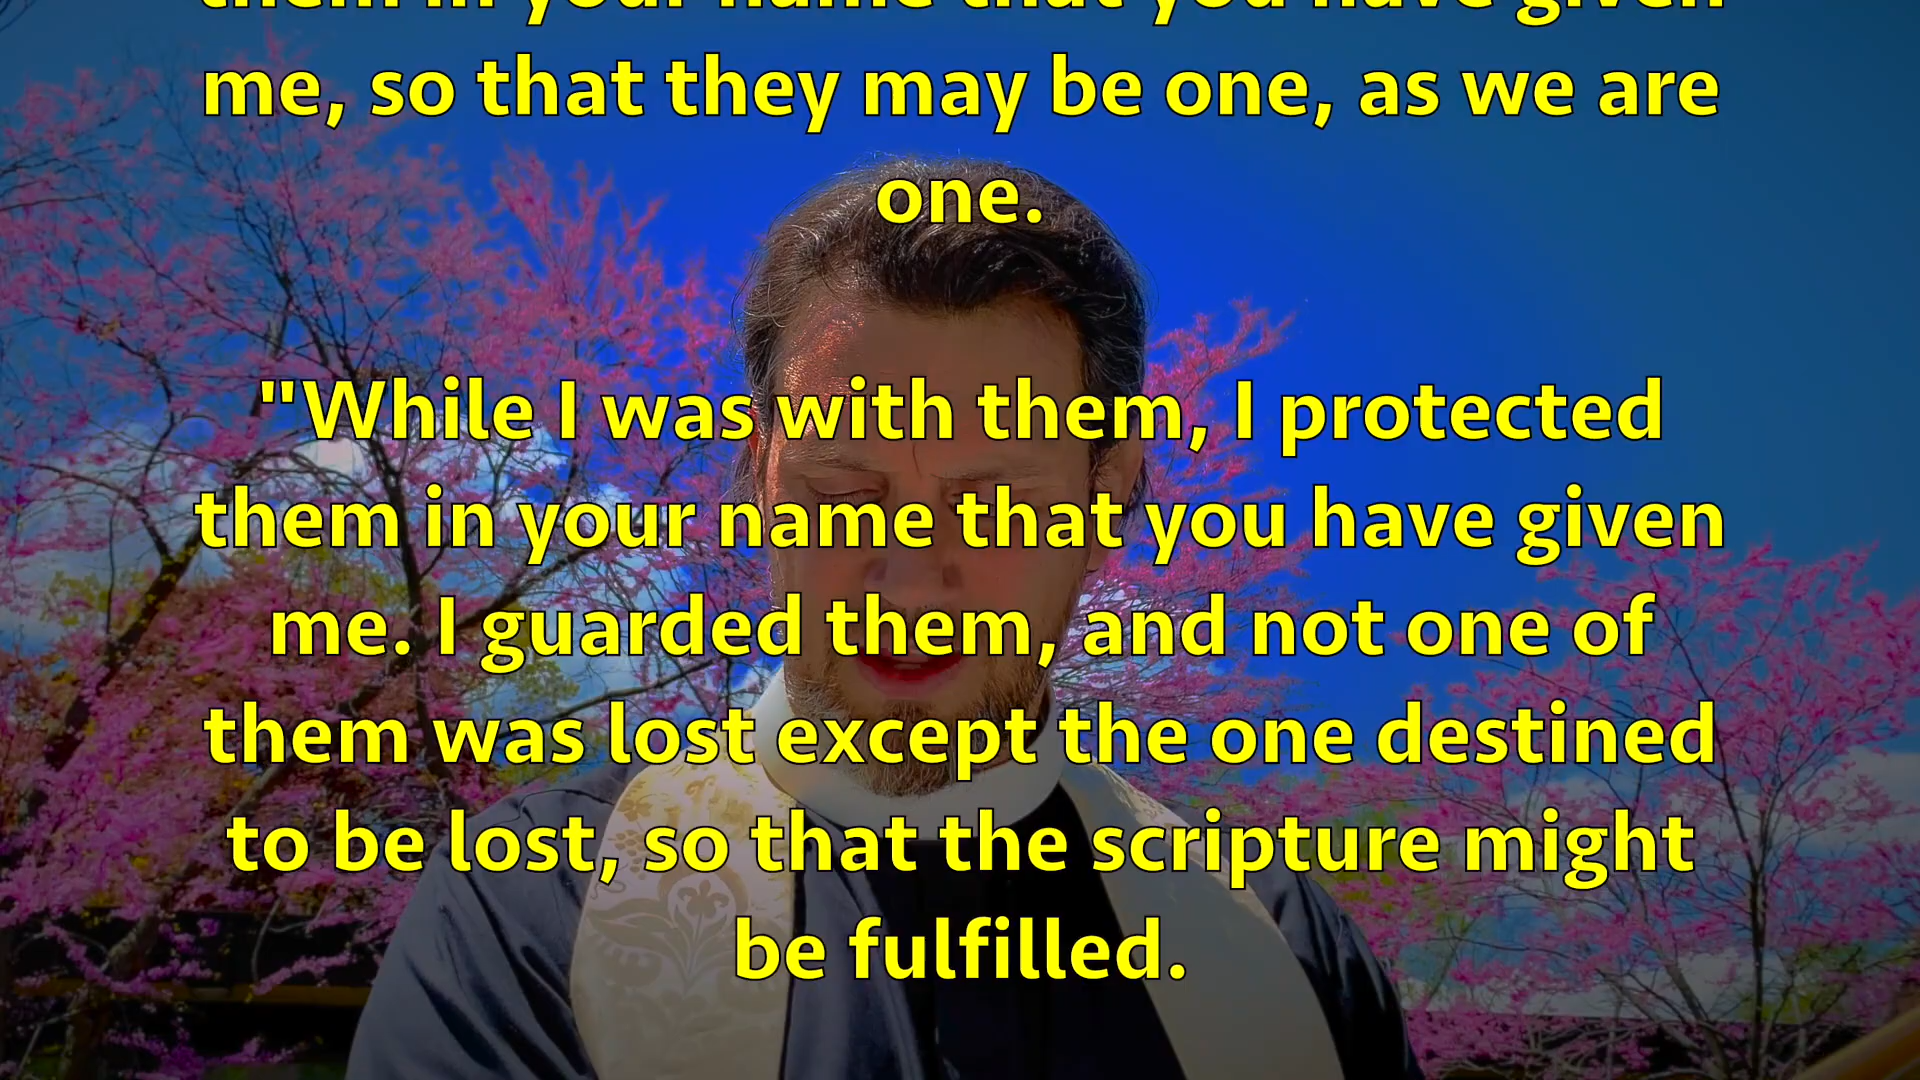 them in your name that you have given
me, so that they may be one, as we are
one.
"While I was with them, I protected
them in your name that you have given
me. I guarded them, and not one of
them was lost except the one destined
to be lost, so that the scripture might
be fulfilled.